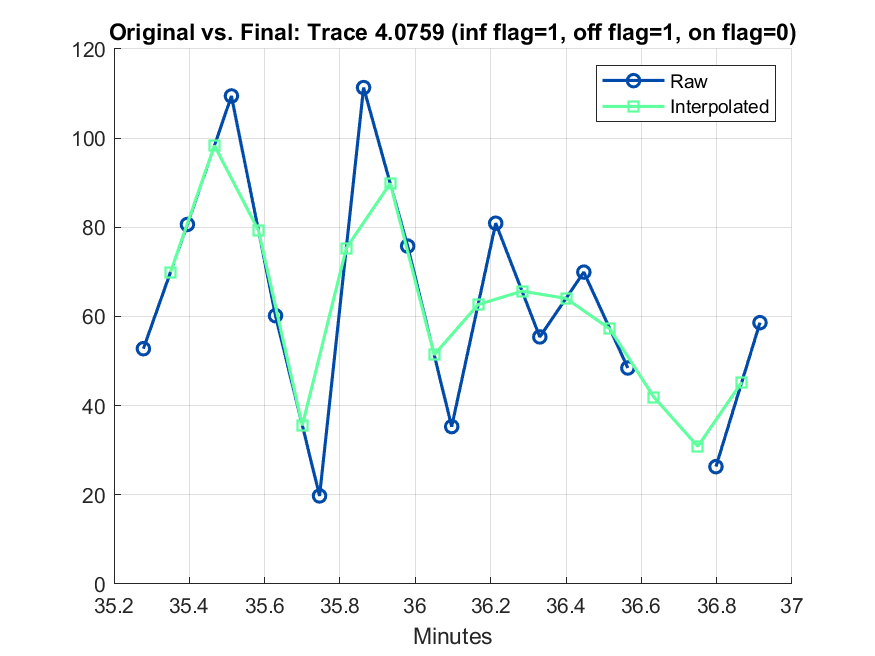 Original vs. Final: Trace 4.0759 (inf flag=1, off flag=1, on flag=0)
120
100
80
60
40
20
0
Raw
Interpolated
35.2 35.4 35.6 35.8 36 36.2 36.4 36.6 36.8 37
Minutes